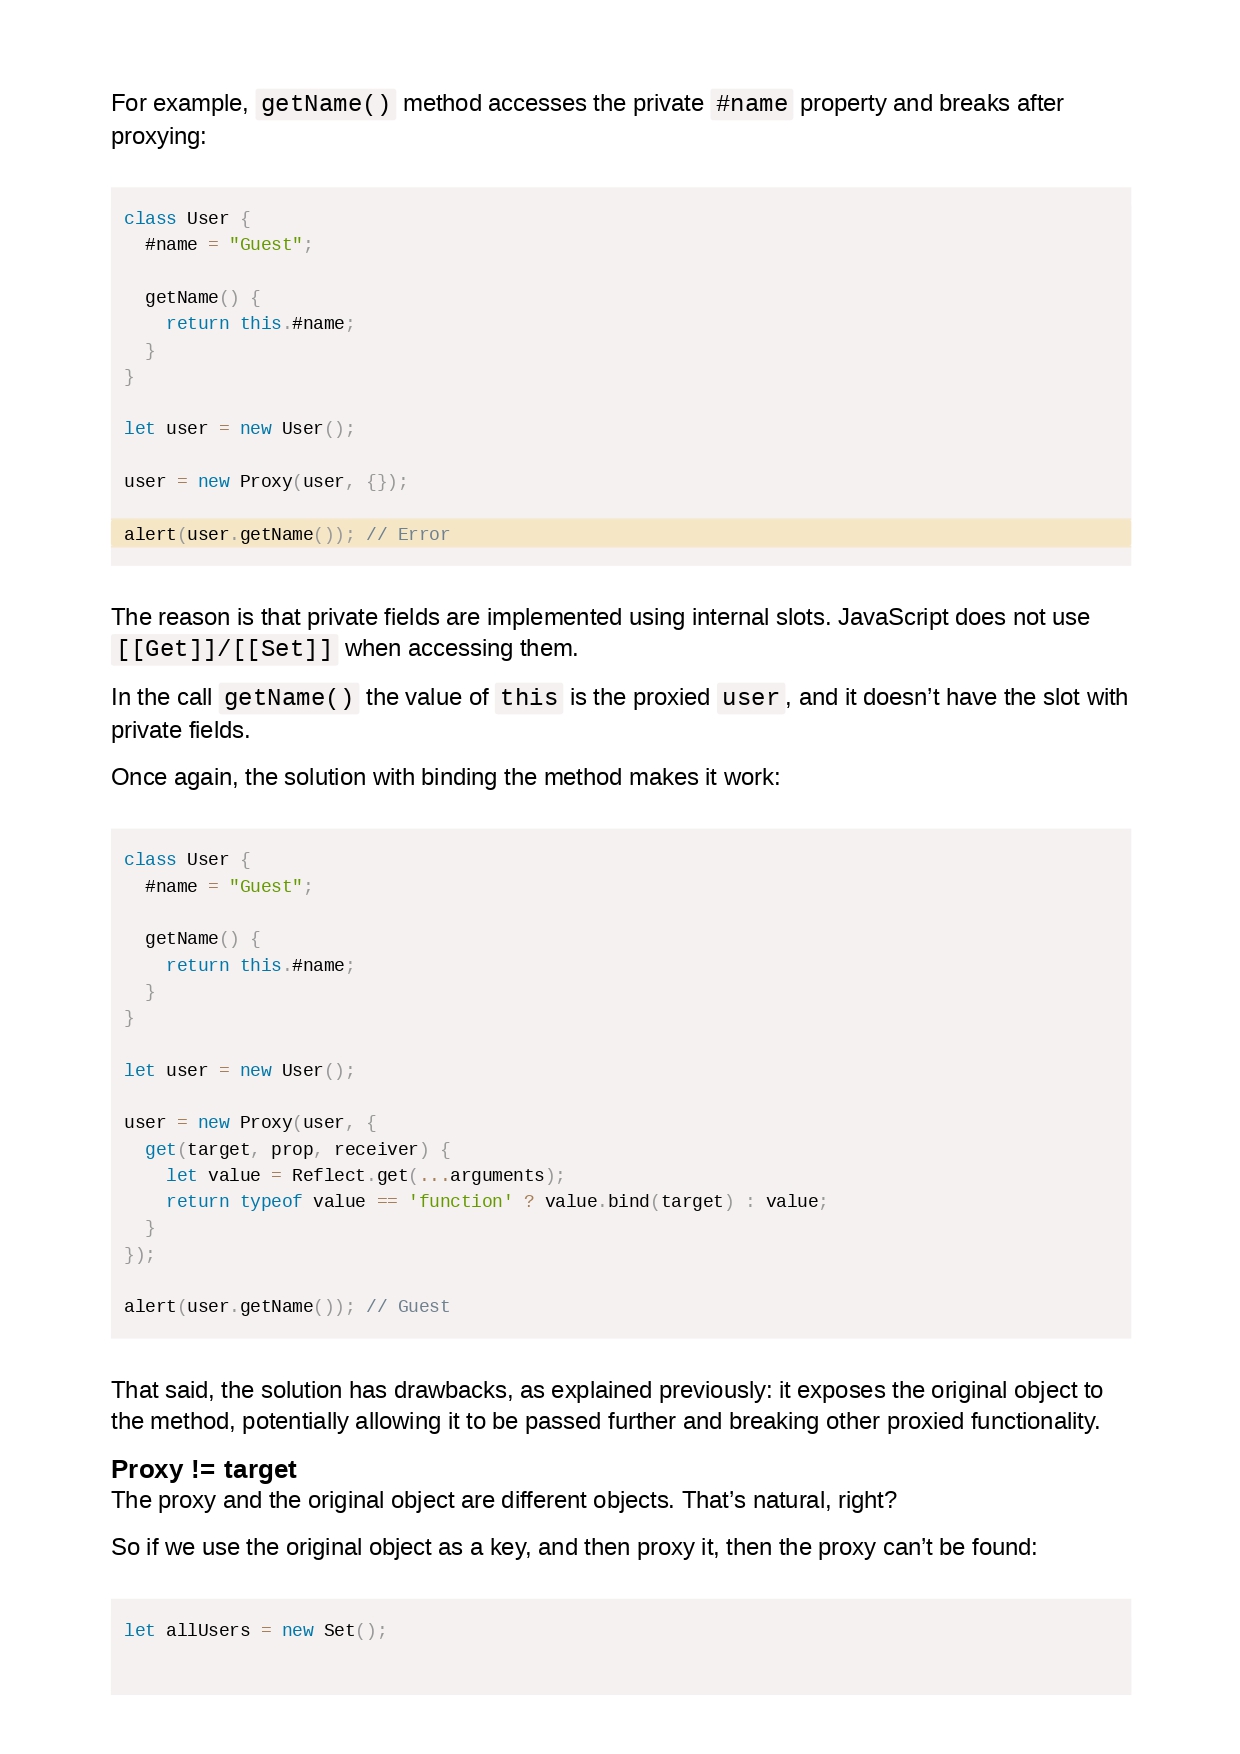 For example, getName() method accesses the private #name property and breaks after
proxying:
class User {
  #name = "Guest";
  getName() {
    return this.#name;
  }
}
let user = new User();
user = new Proxy(user, {});
alert(user.getName()); // Error
The reason is that private fields are implemented using internal slots. JavaScript does not use
[[Get]]/[[Set]] when accessing them.
In the call getName() the value of this is the proxied user, and it doesn’t have the slot with
private fields.
Once again, the solution with binding the method makes it work:
class User {
  #name = "Guest";
  getName() {
    return this.#name;
  }
}
let user = new User();
user = new Proxy(user, {
  get(target, prop, receiver) {
    let value = Reflect.get(...arguments);
    return typeof value == 'function' ? value.bind(target) : value;
  }
});
alert(user.getName()); // Guest
That said, the solution has drawbacks, as explained previously: it exposes the original object to
the method, potentially allowing it to be passed further and breaking other proxied functionality.
Proxy != target
The proxy and the original object are different objects. That’s natural, right?
So if we use the original object as a key, and then proxy it, then the proxy can’t be found:
let allUsers = new Set();